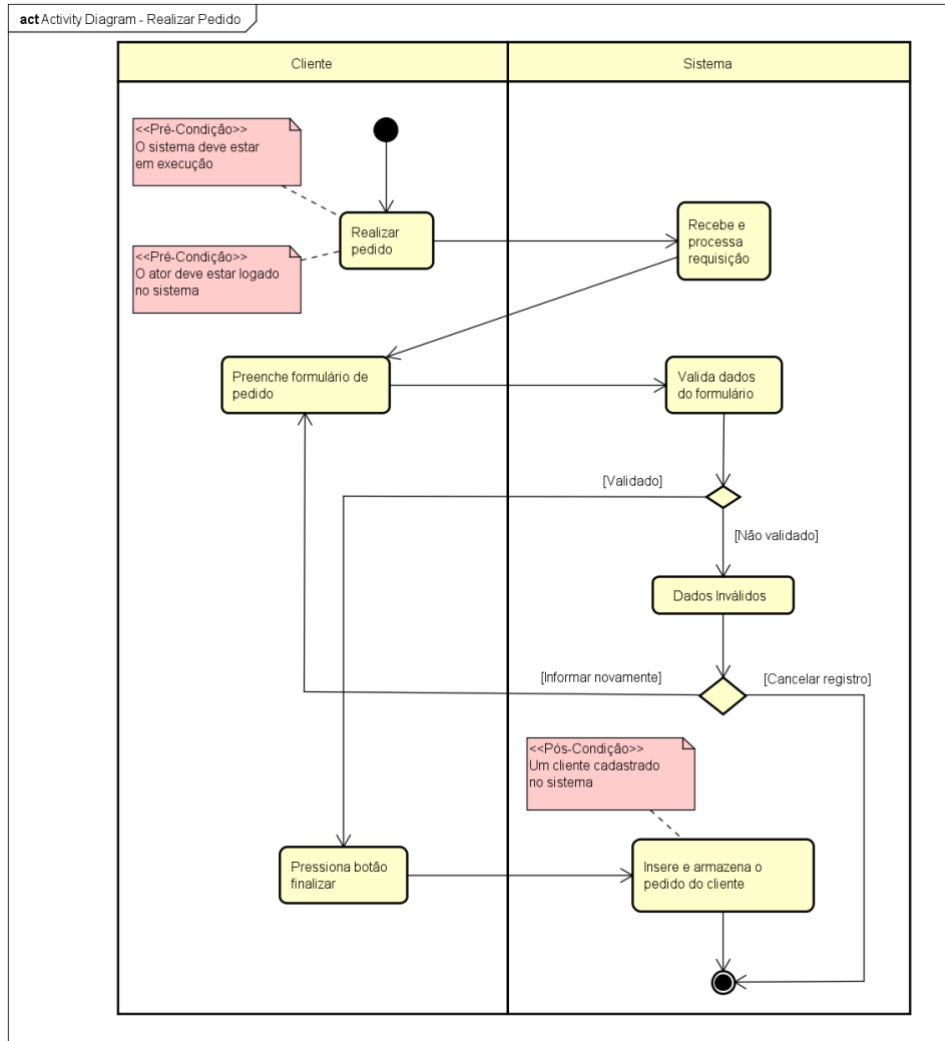 act Activity Diagram - Realizar Pedido
Cliente
Sistema
<<Pré-Condição>>
O sistema deve estar
em execução
Realizar
pedido
Recebe e
processa
requisição
<<Pré-Condição>>
O ator deve estar logado
no sistema
Preenche formulário de
pedido
Valida dados
do formulário
[Validado]
[Não validado]
Dados Inválidos
[Informar novamente]
[Cancelar registro]
<<Pós-Condição>>
Um cliente cadastrado
no sistema
Pressiona botão
finalizar
Insere e armazena o
pedido do cliente